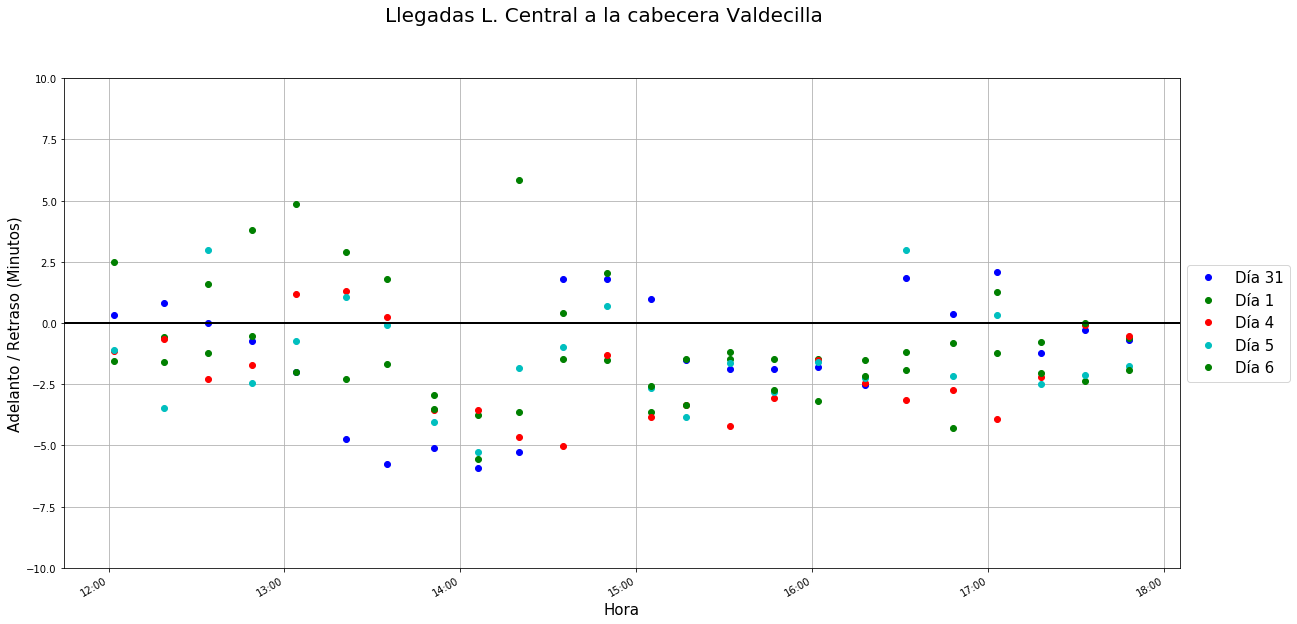 Llegadas L. Central a la cabecera Valdecilla
Adelanto / Retraso (Minutos)
10.0
7.5
5.0
2.5
0.0
−2.5
−5.0
−7.5
−10.0
12:00
13:00
14:00
15:00
16:00
17:00
18:00
Hora
Día 31
Día 1
Día 4
Día 5
Día 6